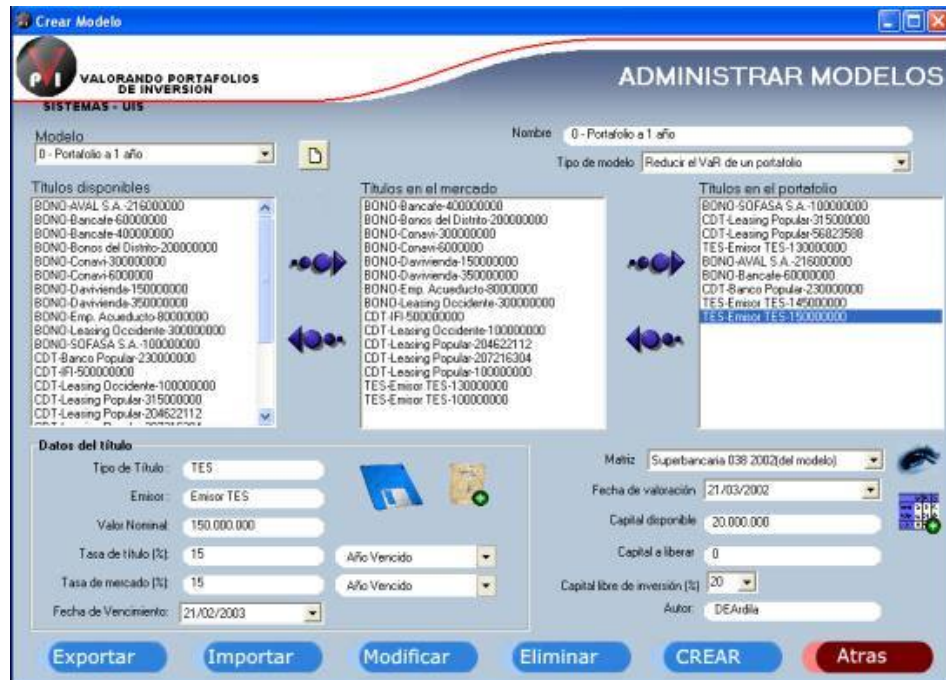 Crear Modelo
PVI
VALORANDO PORTAFOLIOS
DE INVERSIÓN
SISTEMAS - UIS
ADMINISTRAR MODELOS
Modelo
0 - Portafolio a 1 año
Nombre 0 - Portafolio a 1 año
Tipo de modelo Reducir el VaR de un portafolio
Títulos disponibles
BONO-AVAL S.A.-216000000
BONO-Bancafe-60000000
BONO-Bancafe-400000000
BONO-Bonos del Distrito-200000000
BONO-Conavi-300000000
BONO-Conavi-6000000
BONO-Davivienda-150000000
BONO-Davivienda-350000000
BONO-Emp. Acueducto-80000000
BONO-Leasing Occidente-300000000
BONO-SOFASA S.A.-100000000
CDT-Banco Popular-230000000
CDT-IFI-500000000
CDT-Leasing Occidente-100000000
CDT-Leasing Popular-315000000
CDT-Leasing Popular-204622112
CDT-Leasing Popular-207216304
Títulos en el mercado
BONO-Bancafe-400000000
BONO-Bonos del Distrito-200000000
BONO-Conavi-300000000
BONO-Conavi-6000000
BONO-Davivienda-150000000
BONO-Davivienda-350000000
BONO-Emp. Acueducto-80000000
BONO-Leasing Occidente-300000000
CDT-IFI-500000000
CDT-Leasing Occidente-100000000
CDT-Leasing Popular-204622112
CDT-Leasing Popular-207216304
CDT-Leasing Popular-100000000
TES-Emisor TES-130000000
TES-Emisor TES-100000000
Títulos en el portafolio
BONO-SOFASA S.A.-100000000
CDT-Leasing Popular-315000000
CDT-Leasing Popular-56823588
TES-Emisor TES-130000000
BONO-AVAL S.A.-216000000
BONO-Bancafe-60000000
CDT-Banco Popular-230000000
TES-Emisor TES-145000000
TES-Emisor TES-150000000
Datos del título
Tipo de Título: TES
Emisor: Emisor TES
Valor Nominal: 150.000.000
Tasa de título (%): 15 Año Vencido
Tasa de mercado (%): 15 Año Vencido
Fecha de Vencimiento: 21/02/2003
Matriz Superbancaria 038 2002(del modelo)
Fecha de valoración 21/03/2002
Capital disponible 20.000.000
Capital a liberar 0
Capital libre de inversión (%) 20
Autor: DEArdila
Exportar Importar Modificar Eliminar CREAR Atras